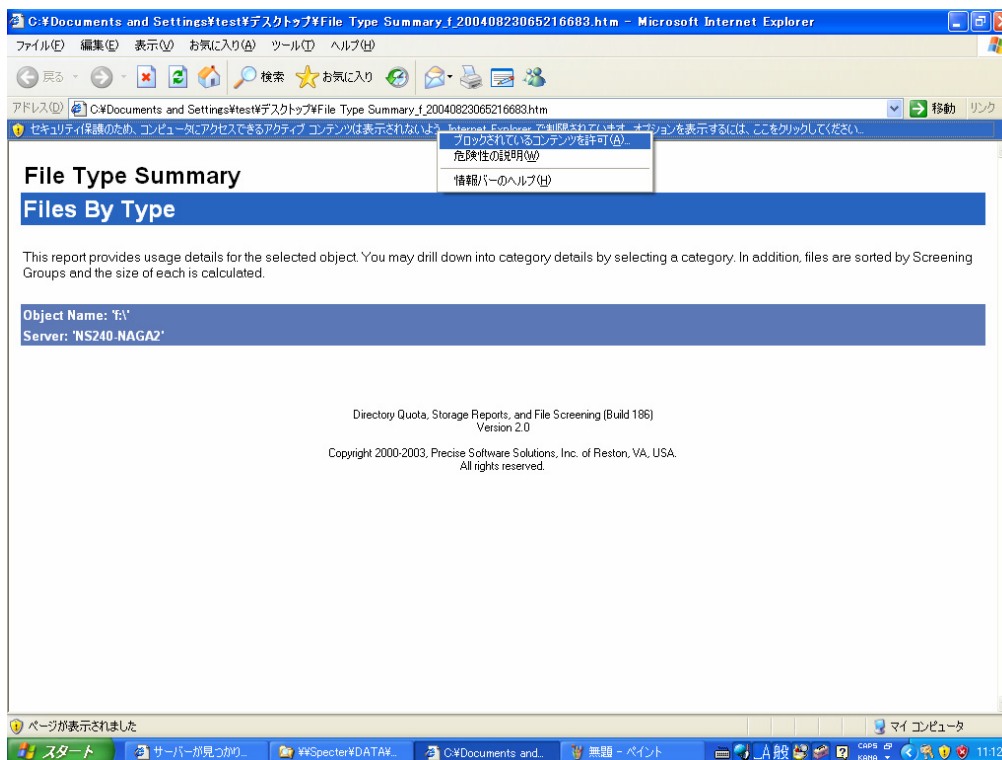 C:¥Documents and Settings¥test¥デスクトップ¥File Type Summary_f_20040823065216683.htm - Microsoft Internet Explorer
ファイル(F) 編集(E) 表示(V) お気に入り(A) ツール(T) ヘルプ(H)
戻る 検索 お気に入り
アドレス(D) C:¥Documents and Settings¥test¥デスクトップ¥File Type Summary_f_20040823065216683.htm 移動 リンク
セキュリティ保護のため、コンピュータにアクセスできるアクティブ コンテンツは表示されないよう、Internet Explorer で制限されています。オプションを表示するには、ここをクリックしてください...
ブロックされているコンテンツを許可(A)...
危険性の説明(W)
情報バーのヘルプ(H)
File Type Summary
Files By Type
This report provides usage details for the selected object. You may drill down into category details by selecting a category. In addition, files are sorted by Screening
Groups and the size of each is calculated.
Object Name: 'f:\'
Server: 'NS240-NAGA2'
Directory Quota, Storage Reports, and File Screening (Build 186)
Version 2.0
Copyright 2000-2003, Precise Software Solutions, Inc. of Reston, VA, USA.
All rights reserved.
ページが表示されました マイ コンピュータ
スタート サーバーが見つかり... ¥¥Specter¥DATA¥... C:¥Documents and... 無題 - ペイント A 般 CAPS KANA 11:12